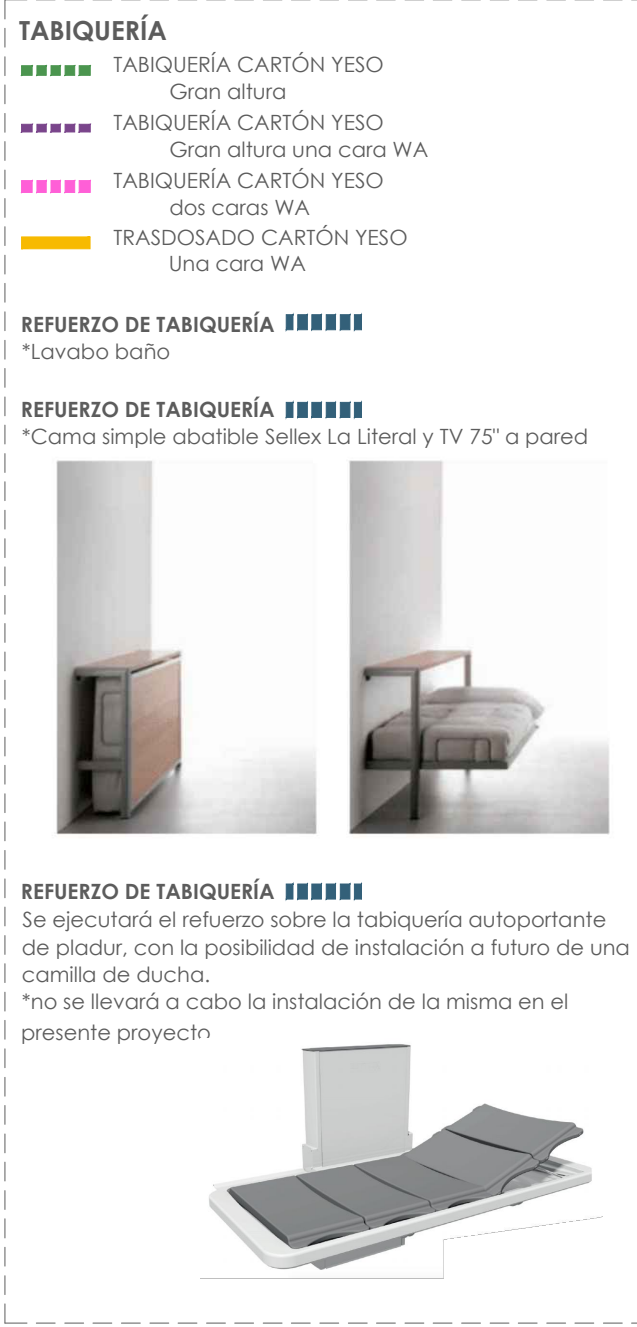 TABIQUERÍA
TABIQUERÍA CARTÓN YESO
Gran altura
TABIQUERÍA CARTÓN YESO
Gran altura una cara WA
TABIQUERÍA CARTÓN YESO
dos caras WA
TRASDOSADO CARTÓN YESO
Una cara WA
REFUERZO DE TABIQUERÍA
*Lavabo baño
REFUERZO DE TABIQUERÍA
*Cama simple abatible Sellex La Literal y TV 75" a pared
REFUERZO DE TABIQUERÍA
Se ejecutará el refuerzo sobre la tabiquería autoportante
de pladur, con la posibilidad de instalación a futuro de una
camilla de ducha.
*no se llevará a cabo la instalación de la misma en el
presente proyecto